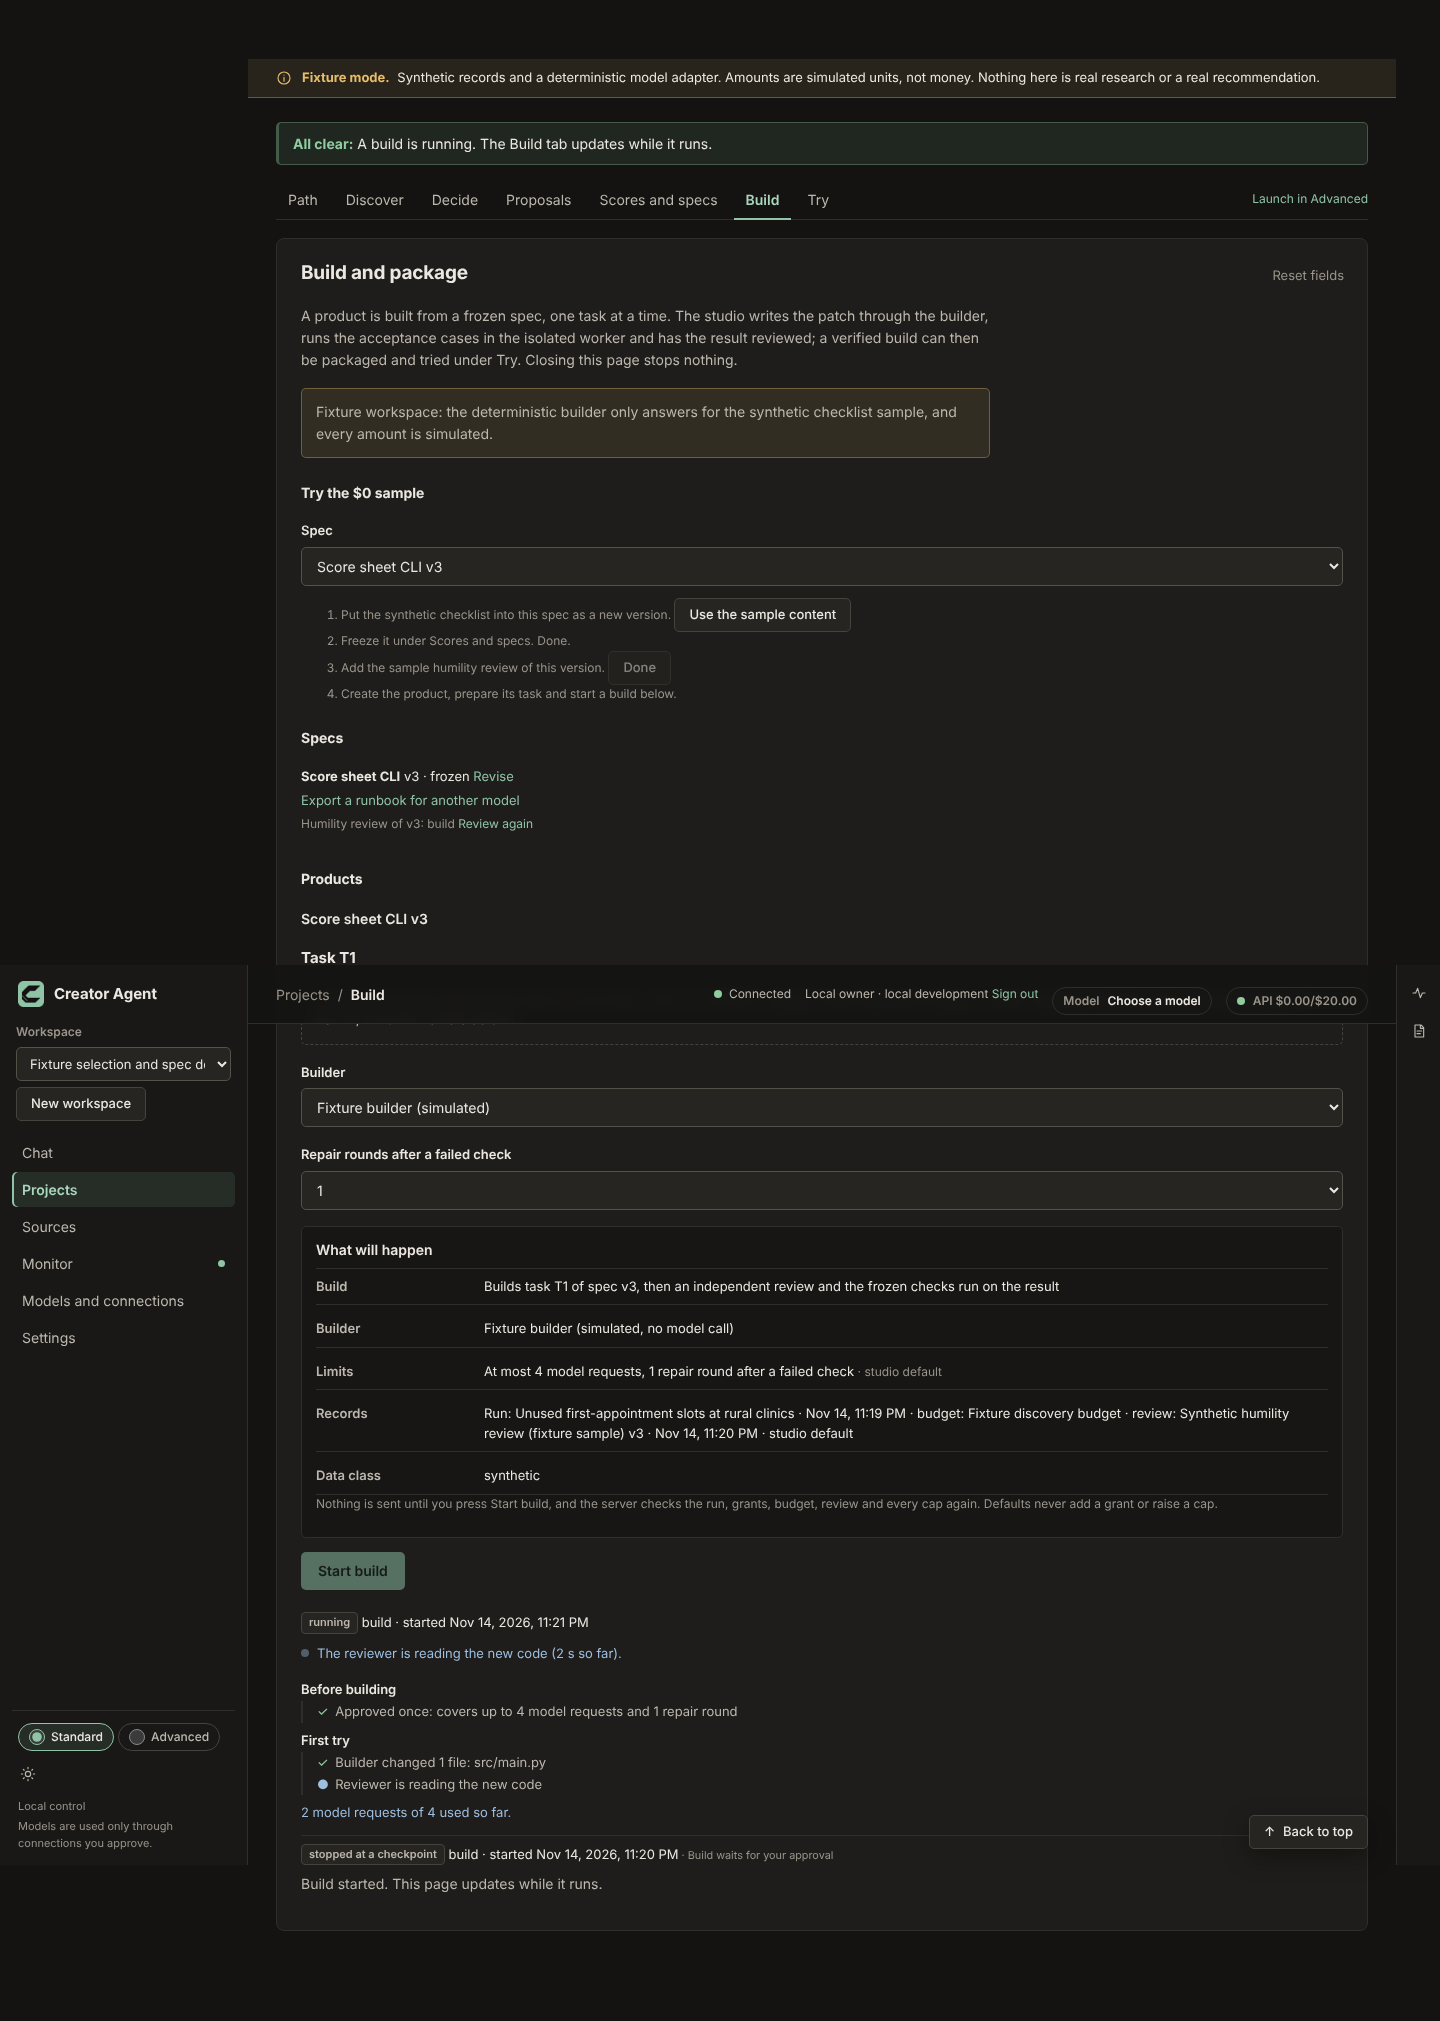 Fixture mode. Synthetic records and a deterministic model adapter. Amounts are simulated units, not money. Nothing here is real research or a real recommendation.
All clear: A build is running. The Build tab updates while it runs.
Path Discover Decide Proposals Scores and specs Build Try Launch in Advanced
Build and package
Reset fields
A product is built from a frozen spec, one task at a time. The studio writes the patch through the builder,
runs the acceptance cases in the isolated worker and has the result reviewed; a verified build can then
be packaged and tried under Try. Closing this page stops nothing.
Fixture workspace: the deterministic builder only answers for the synthetic checklist sample, and
every amount is simulated.
Try the $0 sample
Spec
Score sheet CLI v3
1. Put the synthetic checklist into this spec as a new version. Use the sample content
2. Freeze it under Scores and specs. Done.
3. Add the sample humility review of this version. Done
4. Create the product, prepare its task and start a build below.
Specs
Score sheet CLI v3 · frozen Revise
Export a runbook for another model
Humility review of v3: build Review again
Products
Score sheet CLI v3
Task T1
Creator Agent
Workspace
Fixture selection and spec d
New workspace
Chat
Projects
Sources
Monitor
Models and connections
Settings
Standard Advanced
Local control
Models are used only through
connections you approve.
Projects / Build
Connected Local owner · local development Sign out Model Choose a model API $0.00/$20.00
Builder
Fixture builder (simulated)
Repair rounds after a failed check
1
What will happen
Build Builds task T1 of spec v3, then an independent review and the frozen checks run on the result
Builder Fixture builder (simulated, no model call)
Limits At most 4 model requests, 1 repair round after a failed check · studio default
Records Run: Unused first-appointment slots at rural clinics · Nov 14, 11:19 PM · budget: Fixture discovery budget · review: Synthetic humility
review (fixture sample) v3 · Nov 14, 11:20 PM · studio default
Data class synthetic
Nothing is sent until you press Start build, and the server checks the run, grants, budget, review and every cap again. Defaults never add a grant or raise a cap.
Start build
running build · started Nov 14, 2026, 11:21 PM
The reviewer is reading the new code (2 s so far).
Before building
✓ Approved once: covers up to 4 model requests and 1 repair round
First try
✓ Builder changed 1 file: src/main.py
Reviewer is reading the new code
2 model requests of 4 used so far.
↑ Back to top
stopped at a checkpoint build · started Nov 14, 2026, 11:20 PM · Build waits for your approval
Build started. This page updates while it runs.